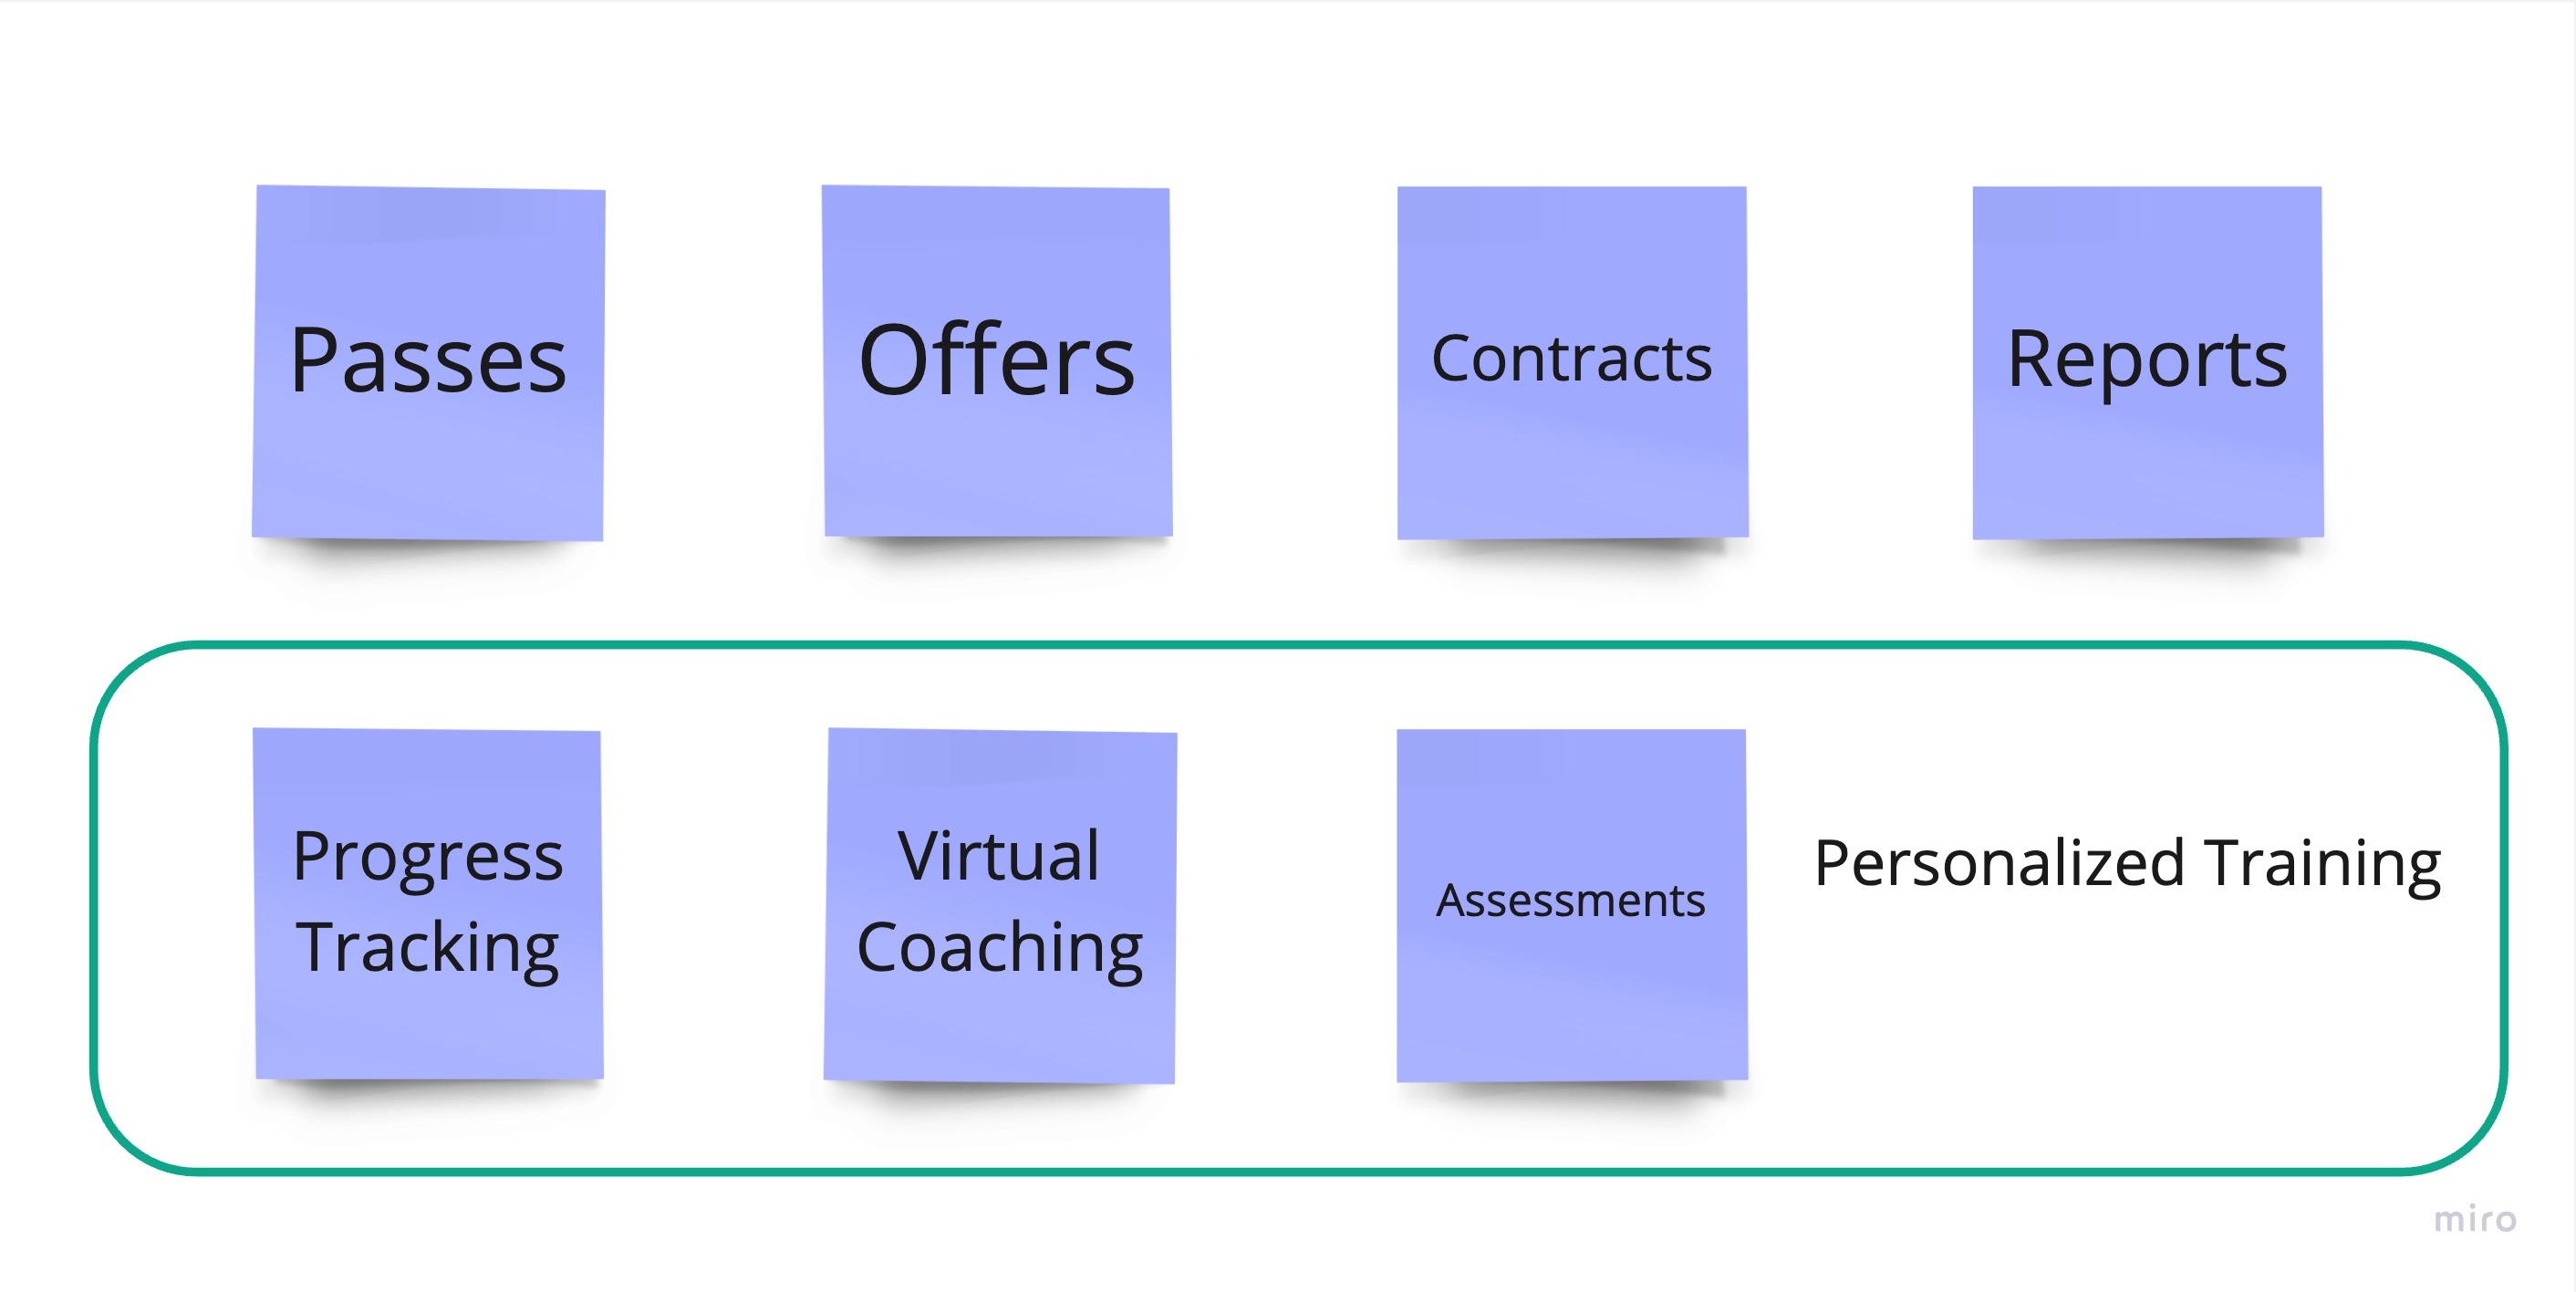 Passes
Offers
Contracts
Reports
Progress
Tracking
Virtual
Coaching
Assessments
Personalized Training
miro